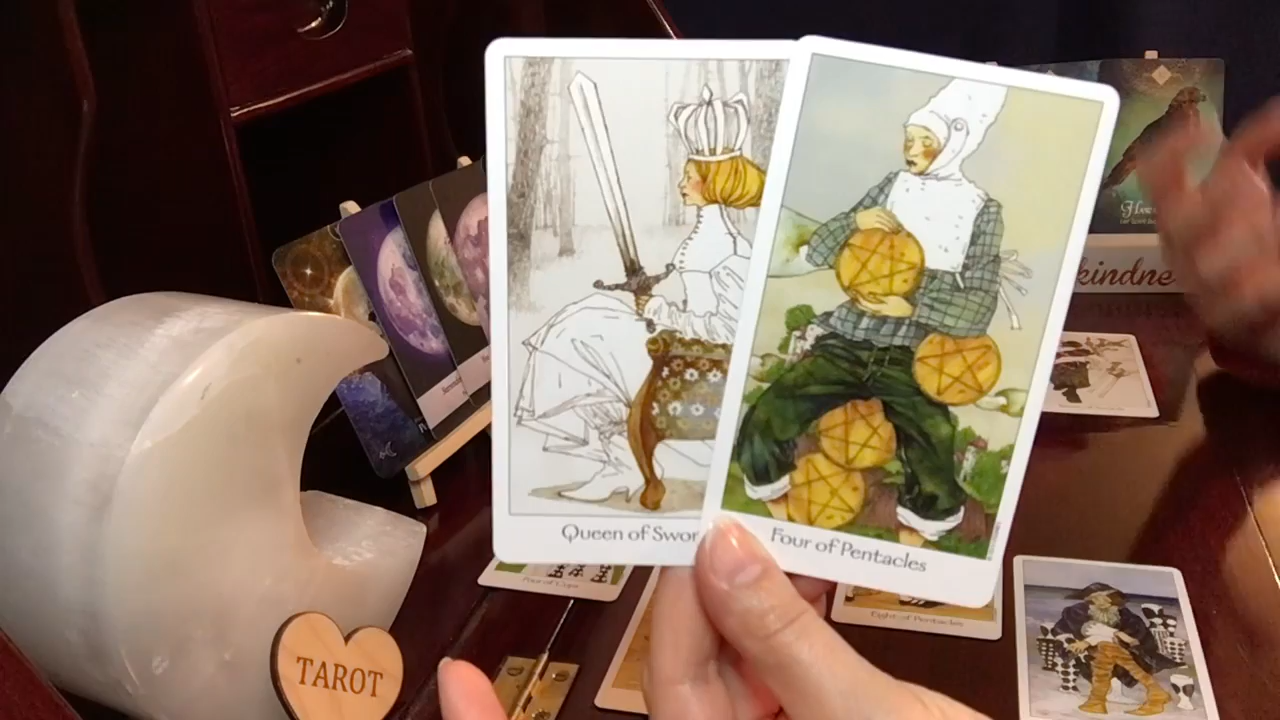 Queen of Swor
Four of Pentacles
kindne
Four of Cups
Eight of Pentacles
TAROT